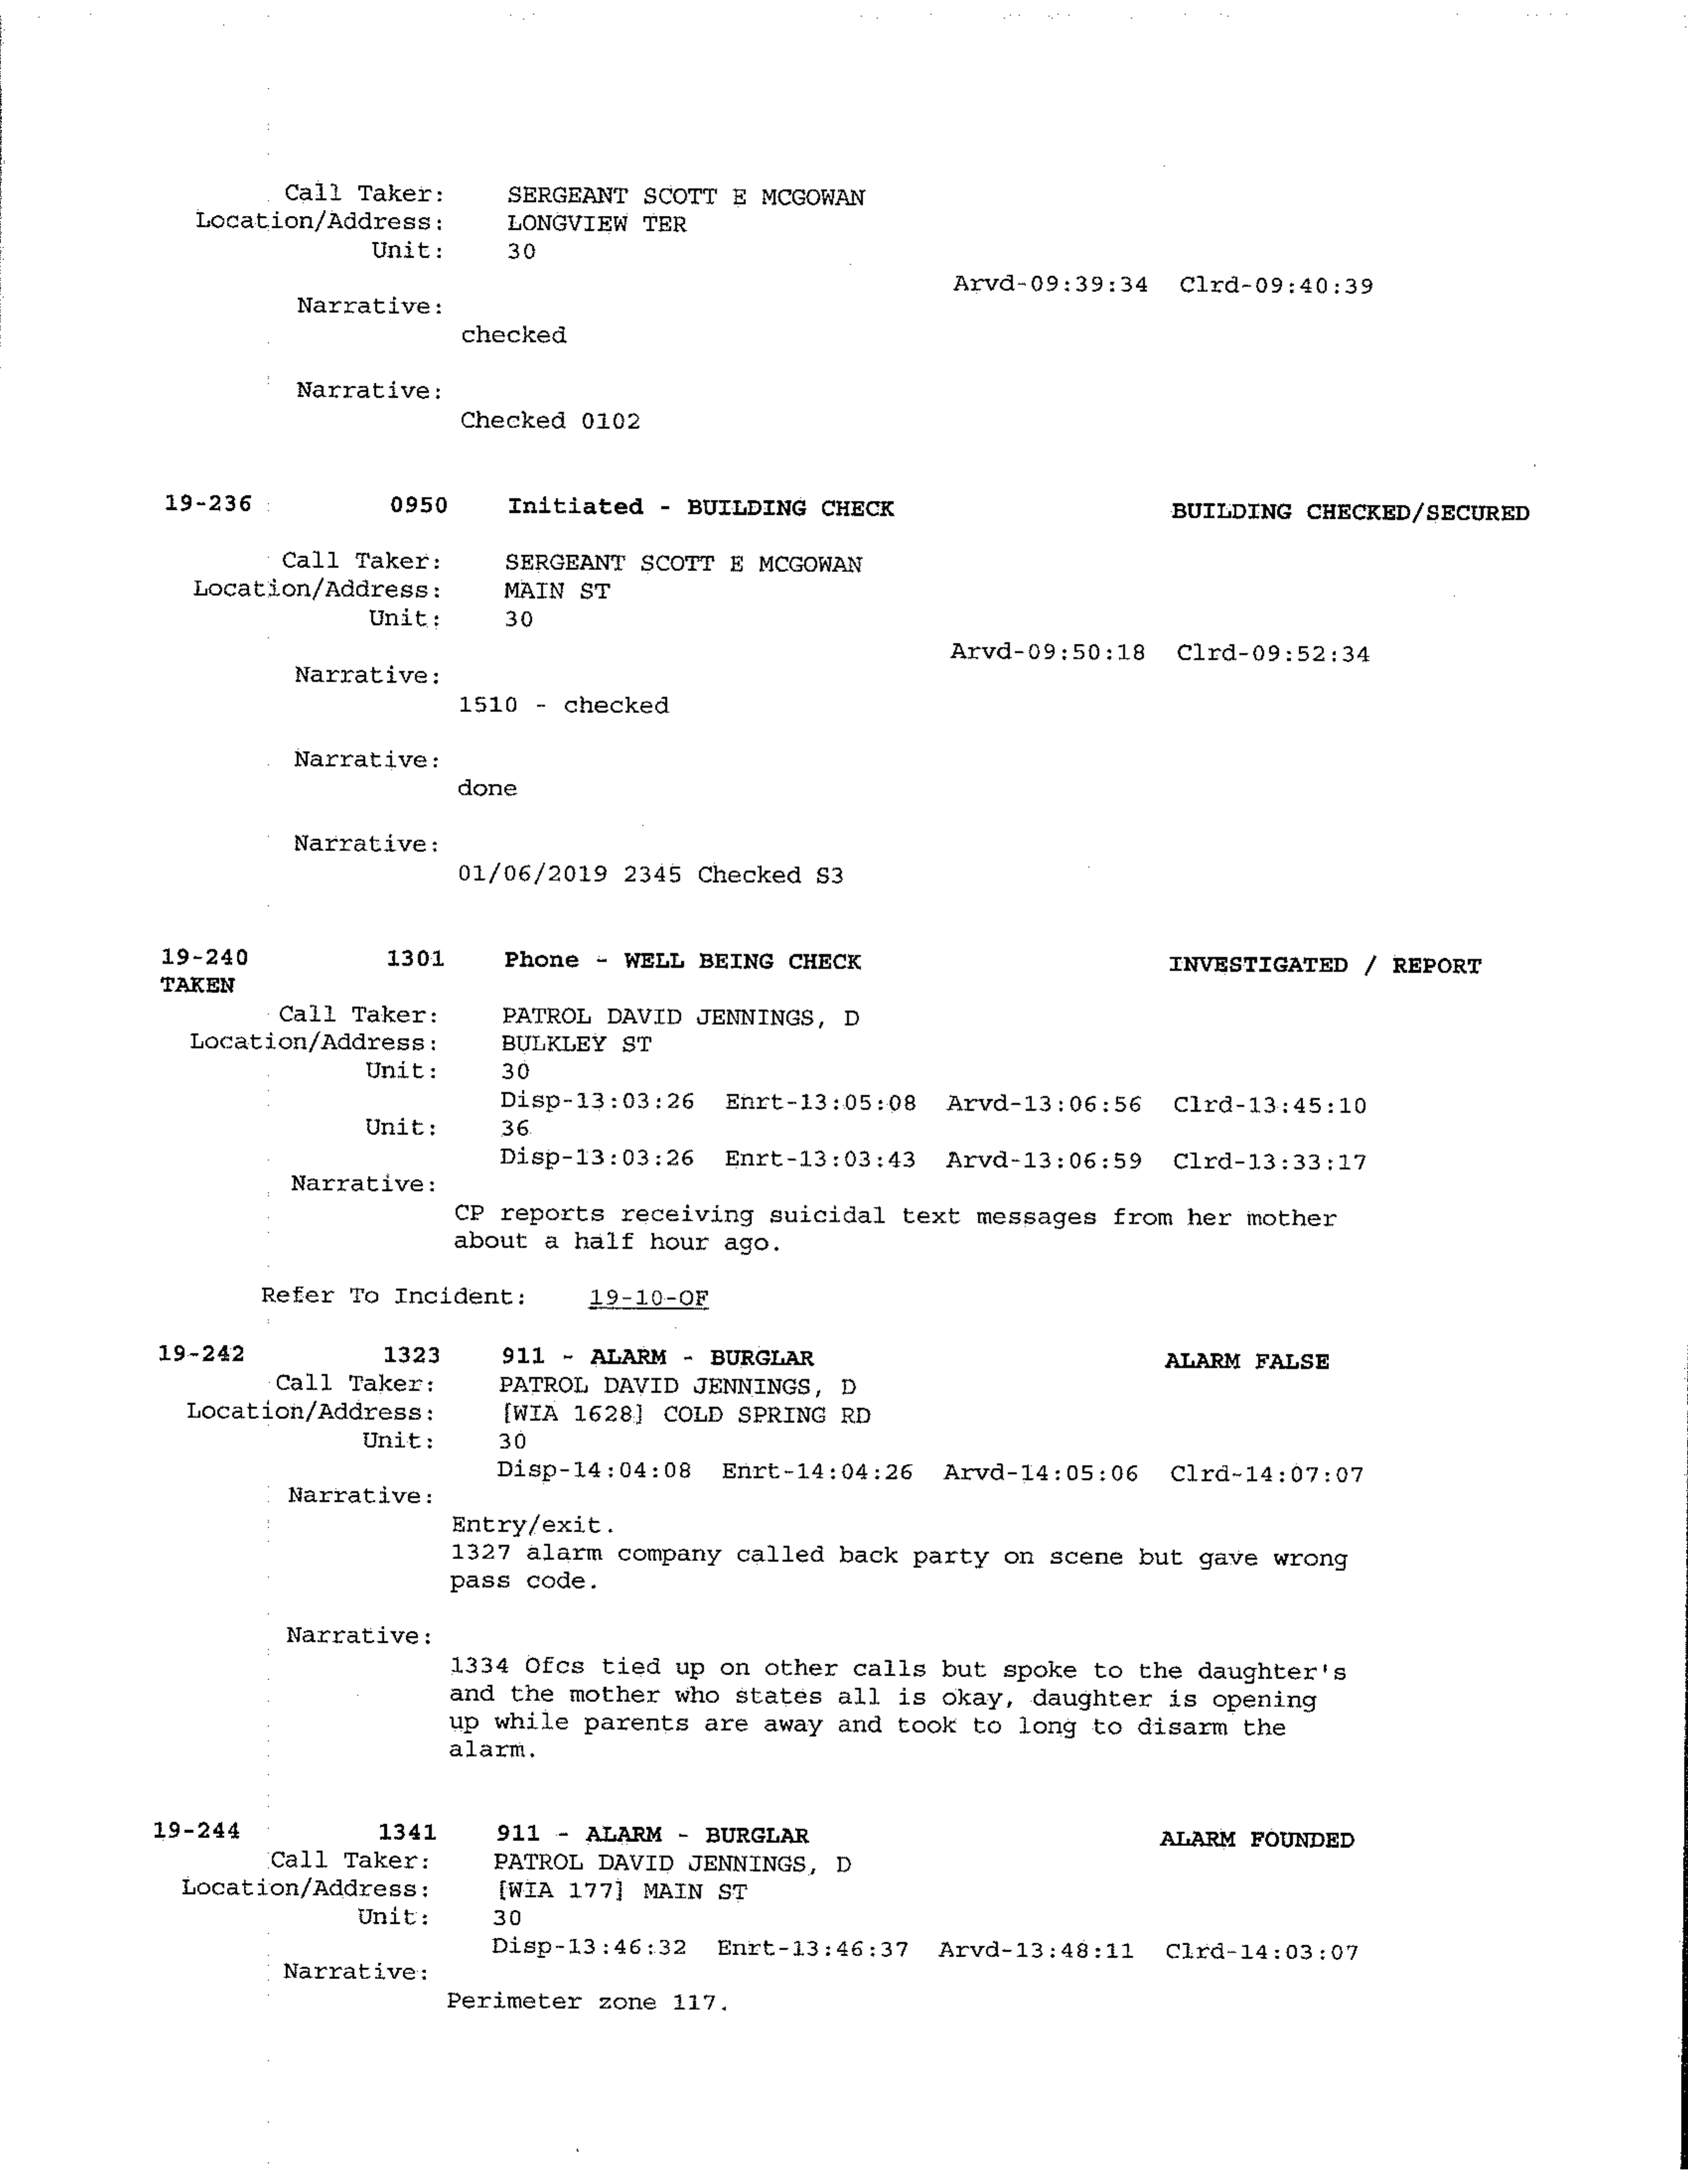 Call Taker: SERGEANT SCOTT E MCGOWAN
Location/Address: LONGVIEW TER
Unit: 30
Arvd-09:39:34 Clrd-09:40:39
Narrative:
checked
Narrative:
Checked 0102
19-236 0950 Initiated - BUILDING CHECK BUILDING CHECKED/SECURED
Call Taker: SERGEANT SCOTT E MCGOWAN
Location/Address: MAIN ST
Unit: 30
Arvd-09:50:18 Clrd-09:52:34
Narrative:
1510 - checked
Narrative:
done
Narrative:
01/06/2019 2345 Checked S3
19-240 1301 Phone - WELL BEING CHECK INVESTIGATED / REPORT
TAKEN
Call Taker: PATROL DAVID JENNINGS, D
Location/Address: BULKLEY ST
Unit: 30
Disp-13:03:26 Enrt-13:05:08 Arvd-13:06:56 Clrd-13:45:10
Unit: 36
Disp-13:03:26 Enrt-13:03:43 Arvd-13:06:59 Clrd-13:33:17
Narrative:
CP reports receiving suicidal text messages from her mother
about a half hour ago.
Refer To Incident: 19-10-OF
19-242 1323 911 - ALARM - BURGLAR ALARM FALSE
Call Taker: PATROL DAVID JENNINGS, D
Location/Address: [WIA 1628] COLD SPRING RD
Unit: 30
Disp-14:04:08 Enrt-14:04:26 Arvd-14:05:06 Clrd-14:07:07
Narrative:
Entry/exit.
1327 alarm company called back party on scene but gave wrong
pass code.
Narrative:
1334 Ofcs tied up on other calls but spoke to the daughter's
and the mother who states all is okay, daughter is opening
up while parents are away and took to long to disarm the
alarm.
19-244 1341 911 - ALARM - BURGLAR ALARM FOUNDED
Call Taker: PATROL DAVID JENNINGS, D
Location/Address: [WIA 177] MAIN ST
Unit: 30
Disp-13:46:32 Enrt-13:46:37 Arvd-13:48:11 Clrd-14:03:07
Narrative:
Perimeter zone 117.